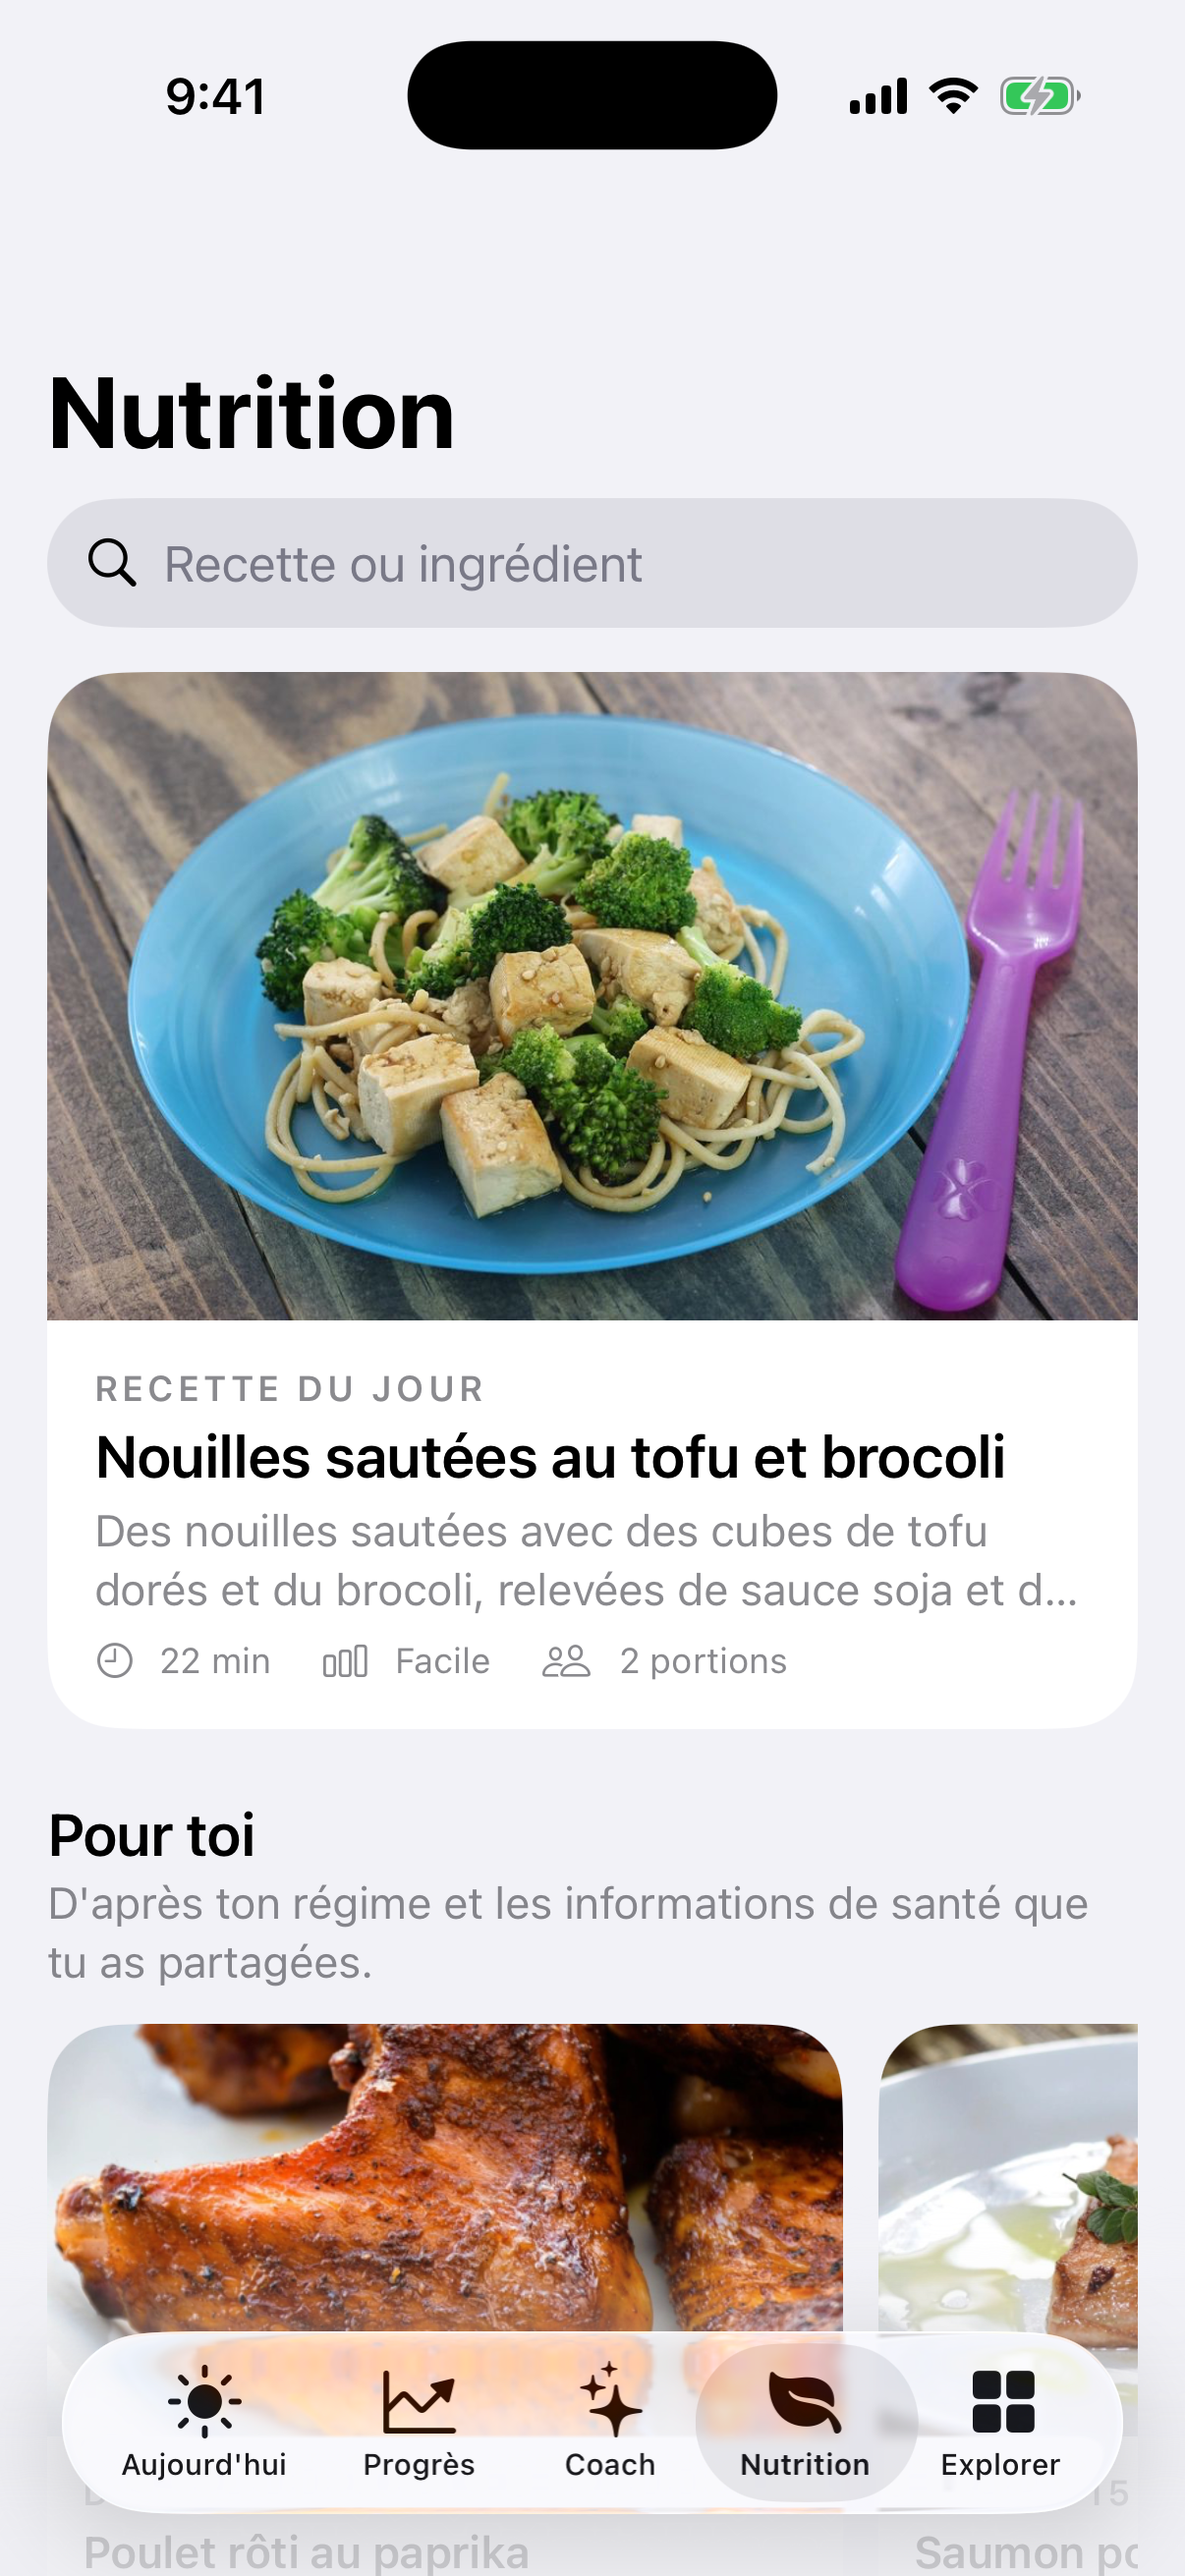 9:41
Nutrition
Recette ou ingrédient
RECETTE DU JOUR
Nouilles sautées au tofu et brocoli
Des nouilles sautées avec des cubes de tofu
dorés et du brocoli, relevées de sauce soja et d...
22 min Facile 2 portions
Pour toi
D'après ton régime et les informations de santé que
tu as partagées.
Aujourd'hui Progrès Coach Nutrition Explorer
Poulet rôti au paprika
Saumon